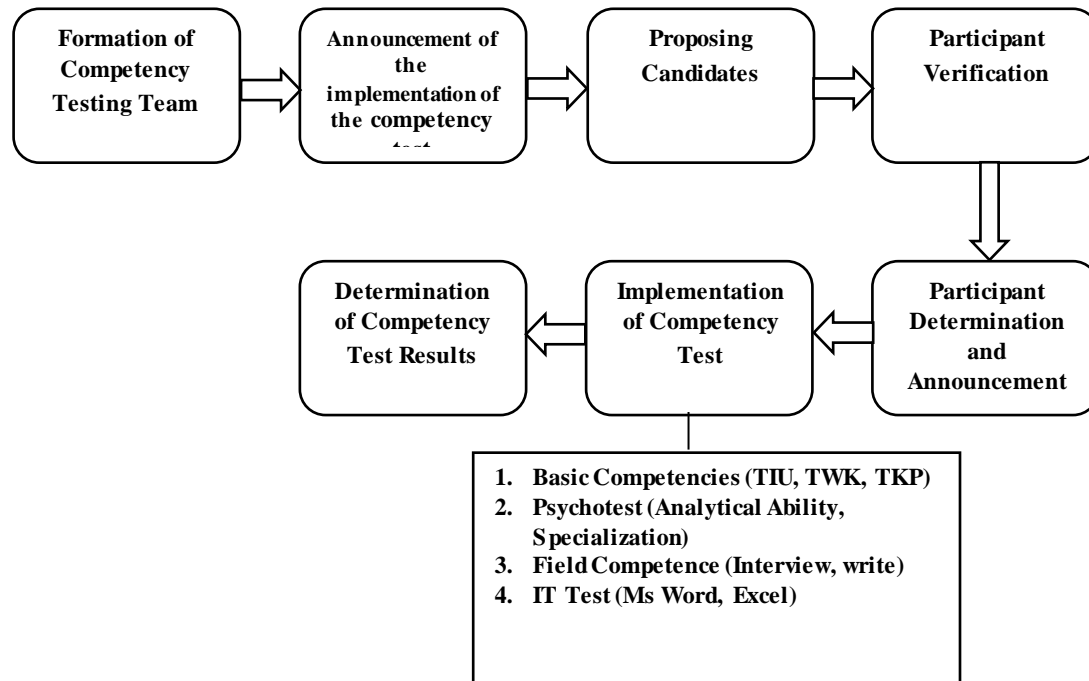 Formation of
Competency
Testing Team
Announcement of
the
implementation of
the competency
test
Proposing
Candidates
Participant
Verification
Determination
of Competency
Test Results
Implementation
of Competency
Test
Participant
Determination
and
Announcement
1. Basic Competencies (TIU, TWK, TKP)
2. Psychotest (Analytical Ability,
Specialization)
3. Field Competence (Interview, write)
4. IT Test (Ms Word, Excel)